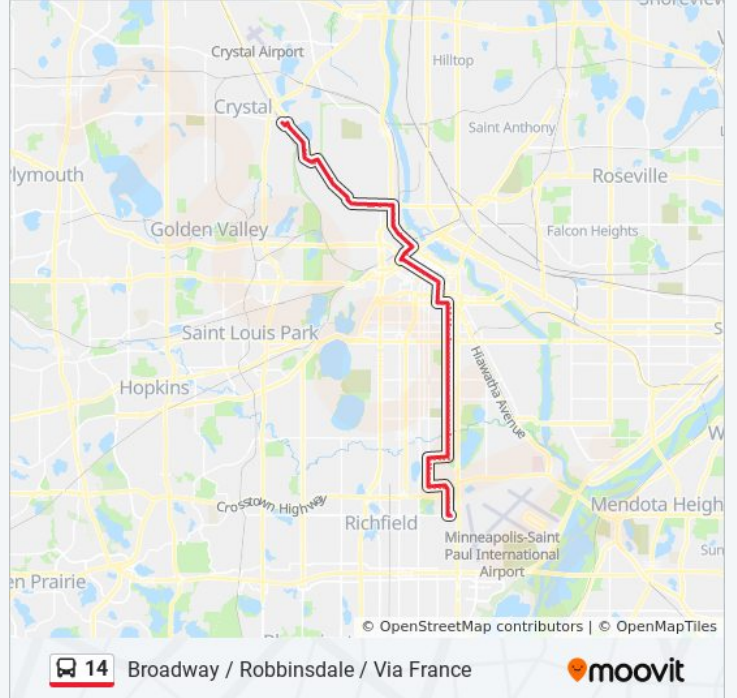 Shoreview
Crystal Airport
Hilltop
Crystal
Saint Anthony
lymouth
Roseville
Golden Valley
Falcon Heights
Saint Louis Park
Hiawatha Avenue
Hopkins
Crosstown Highway
Mendota Heigh
Richfield
Minneapolis-Saint
Paul International
Airport
Sun
en Prairie
© OpenStreetMap contributors | © OpenMapTiles
14 Broadway / Robbinsdale / Via France
moovit